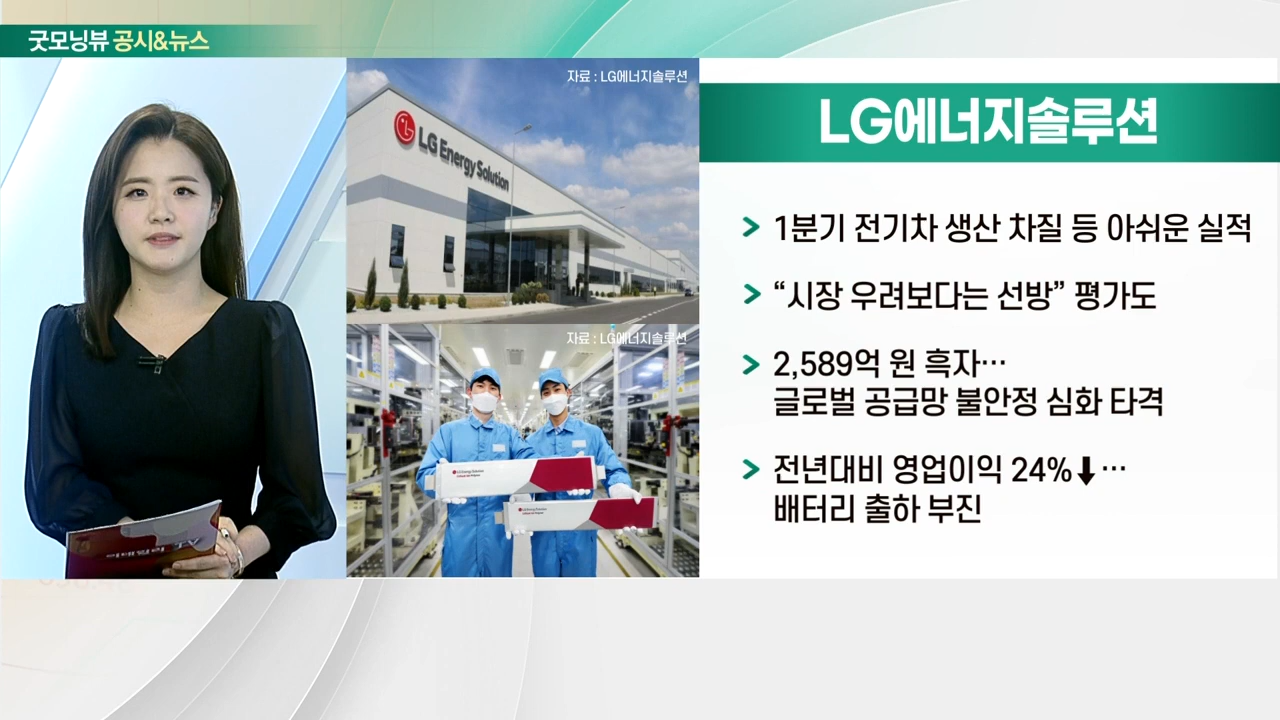 굿모닝뷰 공시&뉴스
자료 : LG에너지솔루션
LG Energy Solution
자료 : LG에너지솔루션
LG에너지솔루션
1분기 전기차 생산 차질 등 아쉬운 실적
“시장 우려보다는 선방” 평가도
2,589억 원 흑자…
글로벌 공급망 불안정 심화 타격
전년대비 영업이익 24%⬇…
배터리 출하 부진